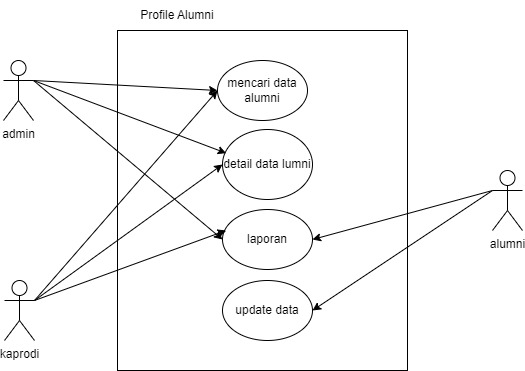 Profile Alumni
mencari data
alumni
admin
detail data lumni
laporan
alumni
update data
kaprodi